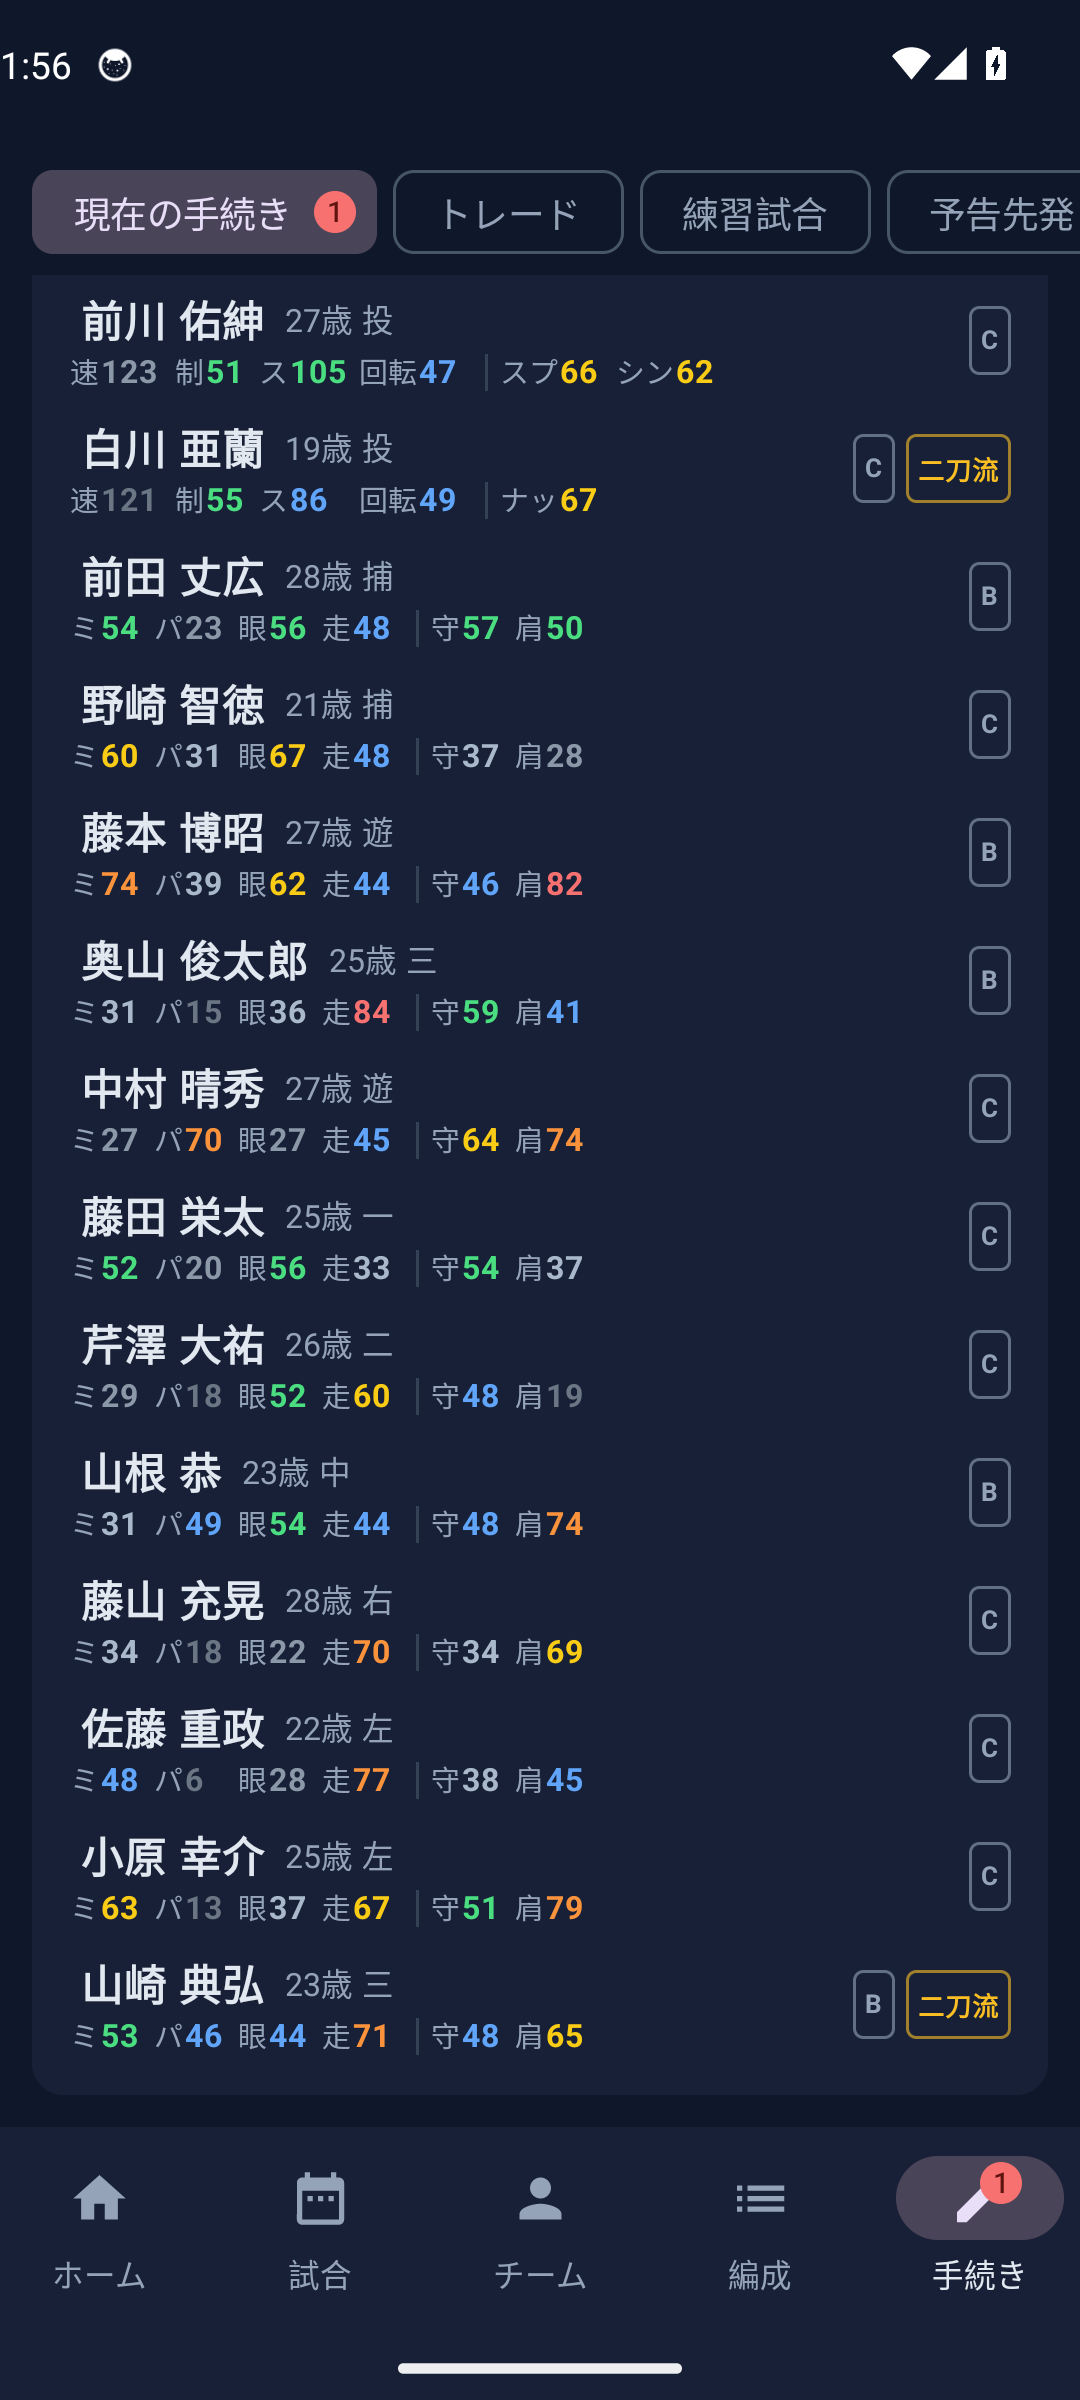 1:56
現在の手続き 1 トレード 練習試合 予告先発
前川 佑紳 27歳 投 C
速123 制51 ス105 回転47 スプ66 シン62
白川 亜蘭 19歳 投 C 二刀流
速121 制55 ス86 回転49 ナッ67
前田 丈広 28歳 捕 B
ミ54 パ23 眼56 走48 守57 肩50
野崎 智徳 21歳 捕 C
ミ60 パ31 眼67 走48 守37 肩28
藤本 博昭 27歳 遊 B
ミ74 パ39 眼62 走44 守46 肩82
奥山 俊太郎 25歳 三 B
ミ31 パ15 眼36 走84 守59 肩41
中村 晴秀 27歳 遊 C
ミ27 パ70 眼27 走45 守64 肩74
藤田 栄太 25歳 一 C
ミ52 パ20 眼56 走33 守54 肩37
芹澤 大祐 26歳 二 C
ミ29 パ18 眼52 走60 守48 肩19
山根 恭 23歳 中 B
ミ31 パ49 眼54 走44 守48 肩74
藤山 充晃 28歳 右 C
ミ34 パ18 眼22 走70 守34 肩69
佐藤 重政 22歳 左 C
ミ48 パ6 眼28 走77 守38 肩45
小原 幸介 25歳 左 C
ミ63 パ13 眼37 走67 守51 肩79
山崎 典弘 23歳 三 B 二刀流
ミ53 パ46 眼44 走71 守48 肩65
1
ホーム 試合 チーム 編成 手続き